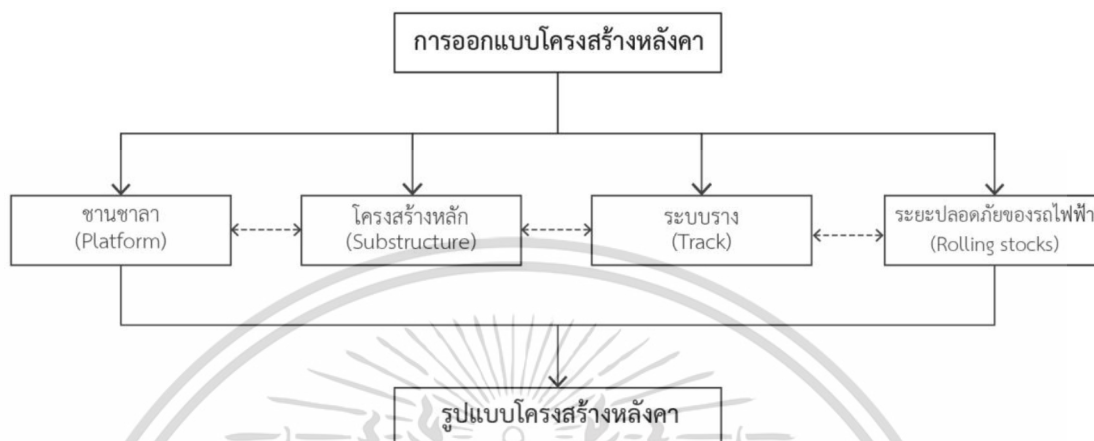 การออกแบบโครงสร้างหลังคา
ชานชาลา
(Platform)
โครงสร้างหลัก
(Substructure)
ระบบราง
(Track)
ระยะปลอดภัยของรถไฟฟ้า
(Rolling stocks)
รูปแบบโครงสร้างหลังคา